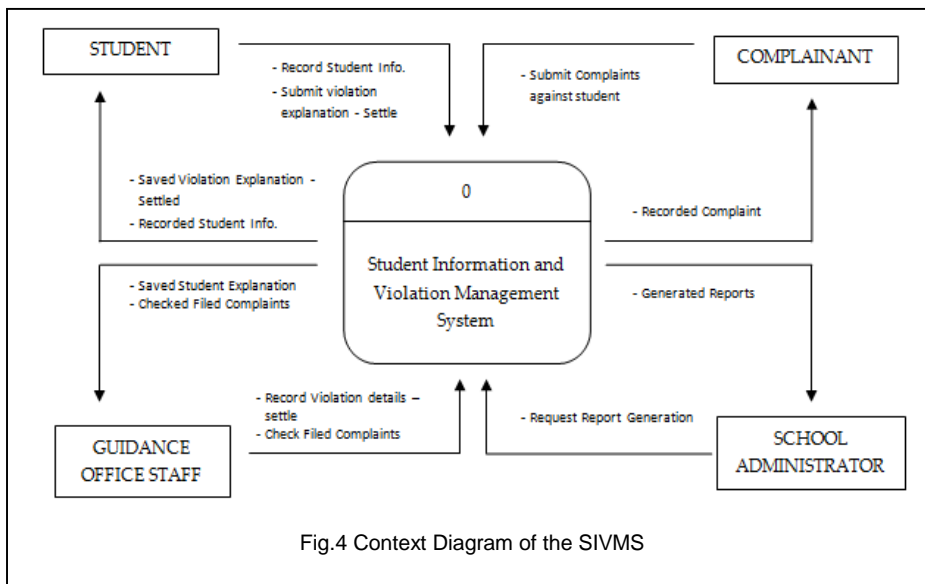 STUDENT
- Record Student Info.
- Submit violation
explanation - Settle
- Submit Complaints
against student
COMPLAINANT
- Saved Violation Explanation -
Settled
- Recorded Student Info.
0
Student Information and
Violation Management
System
- Recorded Complaint
- Saved Student Explanation
- Checked Filed Complaints
- Generated Reports
- Record Violation details –
settle
- Check Filed Complaints
- Request Report Generation
GUIDANCE
OFFICE STAFF
SCHOOL
ADMINISTRATOR
Fig.4 Context Diagram of the SIVMS